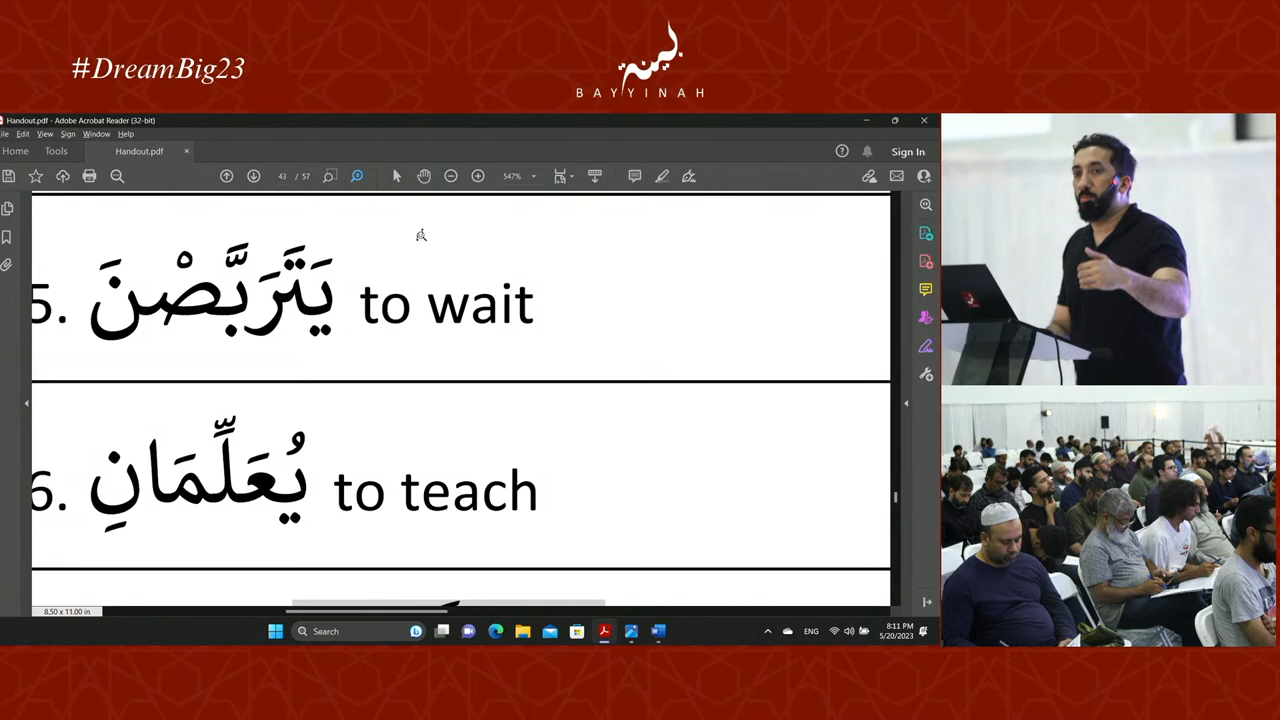 #DreamBig23
بينة
BAYYINAH
Handout.pdf - Adobe Acrobat Reader (32-bit)
ile Edit View Sign Window Help
Home Tools Handout.pdf × Sign In
43 / 57 547%
5. يَتَرَبَّصْنَ to wait
6. يُعَلِّمَانِ to teach
8.50 x 11.00 in
Search ENG 8:11 PM
5/20/2023